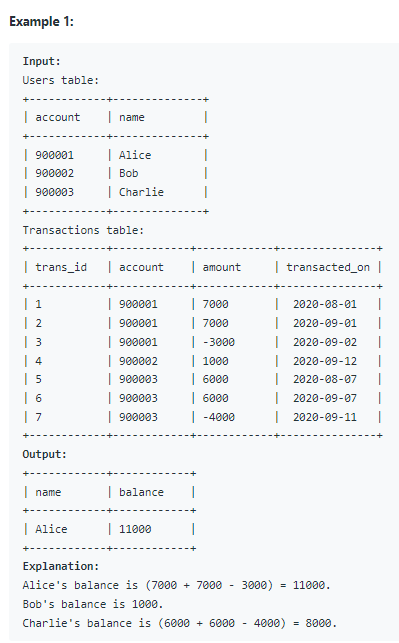 Example 1:
Input:
Users table:
+------------+--------------+
| account    | name         |
+------------+--------------+
| 900001     | Alice        |
| 900002     | Bob          |
| 900003     | Charlie      |
+------------+--------------+
Transactions table:
+------------+------------+------------+---------------+
| trans_id   | account    | amount     | transacted_on |
+------------+------------+------------+---------------+
| 1          | 900001     | 7000       |  2020-08-01   |
| 2          | 900001     | 7000       |  2020-09-01   |
| 3          | 900001     | -3000      |  2020-09-02   |
| 4          | 900002     | 1000       |  2020-09-12   |
| 5          | 900003     | 6000       |  2020-08-07   |
| 6          | 900003     | 6000       |  2020-09-07   |
| 7          | 900003     | -4000      |  2020-09-11   |
+------------+------------+------------+---------------+
Output:
+------------+------------+
| name       | balance    |
+------------+------------+
| Alice      | 11000      |
+------------+------------+
Explanation:
Alice's balance is (7000 + 7000 - 3000) = 11000.
Bob's balance is 1000.
Charlie's balance is (6000 + 6000 - 4000) = 8000.